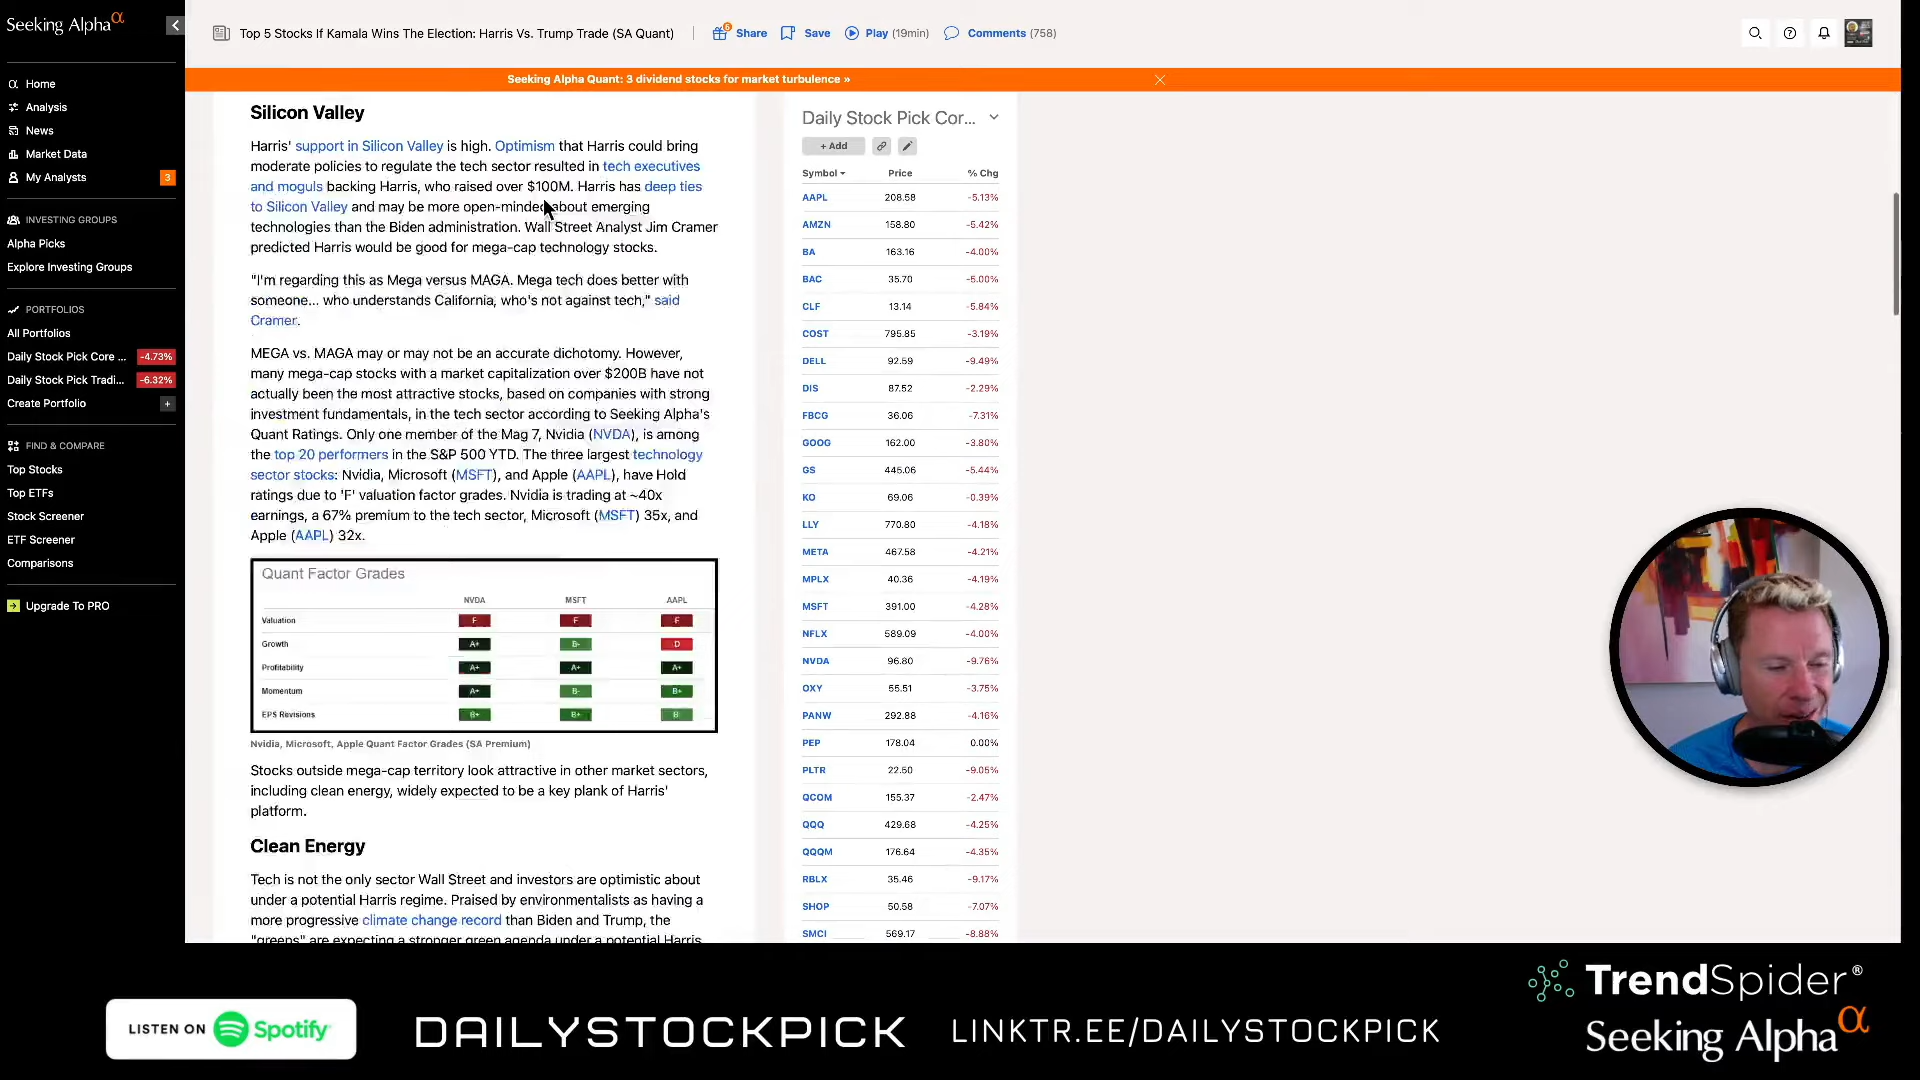 Seeking Alpha α
Top 5 Stocks If Kamala Wins The Election: Harris Vs. Trump Trade (SA Quant)
6
Share
Save
Play (19min)
Comments (758)
Seeking Alpha Quant: 3 dividend stocks for market turbulence »
Home
Analysis
News
Market Data
My Analysts 3
INVESTING GROUPS
Alpha Picks
Explore Investing Groups
PORTFOLIOS
All Portfolios
Daily Stock Pick Core ... -4.73%
Daily Stock Pick Tradi... -6.32%
Create Portfolio +
FIND & COMPARE
Top Stocks
Top ETFs
Stock Screener
ETF Screener
Comparisons
Upgrade To PRO
Silicon Valley
Harris' support in Silicon Valley is high. Optimism that Harris could bring
moderate policies to regulate the tech sector resulted in tech executives
and moguls backing Harris, who raised over $100M. Harris has deep ties
to Silicon Valley and may be more open-minded about emerging
technologies than the Biden administration. Wall Street Analyst Jim Cramer
predicted Harris would be good for mega-cap technology stocks.
"I'm regarding this as Mega versus MAGA. Mega tech does better with
someone... who understands California, who's not against tech," said
Cramer.
MEGA vs. MAGA may or may not be an accurate dichotomy. However,
many mega-cap stocks with a market capitalization over $200B have not
actually been the most attractive stocks, based on companies with strong
investment fundamentals, in the tech sector according to Seeking Alpha's
Quant Ratings. Only one member of the Mag 7, Nvidia (NVDA), is among
the top 20 performers in the S&P 500 YTD. The three largest technology
sector stocks: Nvidia, Microsoft (MSFT), and Apple (AAPL), have Hold
ratings due to 'F' valuation factor grades. Nvidia is trading at ~40x
earnings, a 67% premium to the tech sector, Microsoft (MSFT) 35x, and
Apple (AAPL) 32x.
Quant Factor Grades
NVDA MSFT AAPL
Valuation F F F
Growth A+ B- D
Profitability A+ A+ A+
Momentum A+ B- B+
EPS Revisions B+ B+
Nvidia, Microsoft, Apple Quant Factor Grades (SA Premium)
Stocks outside mega-cap territory look attractive in other market sectors,
including clean energy, widely expected to be a key plank of Harris'
platform.
Clean Energy
Tech is not the only sector Wall Street and investors are optimistic about
under a potential Harris regime. Praised by environmentalists as having a
more progressive climate change record than Biden and Trump, the
"greens" are expecting a stronger green agenda under a potential Harris
Daily Stock Pick Cor...
+ Add
Symbol Price % Chg
AAPL 208.58 -5.13%
AMZN 158.80 -5.42%
BA 163.16 -4.00%
BAC 35.70 -5.00%
CLF 13.14 -5.84%
COST 795.85 -3.19%
DELL 92.59 -9.49%
DIS 87.52 -2.29%
FBCG 36.06 -7.31%
GOOG 162.00 -3.80%
GS 445.06 -5.44%
KO 69.06 -0.39%
LLY 770.80 -4.18%
META 467.58 -4.21%
MPLX 40.36 -4.19%
MSFT 391.00 -4.28%
NFLX 589.09 -4.00%
NVDA 96.80 -9.76%
OXY 55.51 -3.75%
PANW 292.88 -4.16%
PEP 178.04 0.00%
PLTR 22.50 -9.05%
QCOM 155.37 -2.47%
QQQ 429.68 -4.25%
QQQM 176.64 -4.35%
RBLX 35.46 -9.17%
SHOP 50.58 -7.07%
SMCI 569.17 -8.88%
LISTEN ON Spotify
DAILYSTOCKPICK
LINKTR.EE/DAILYSTOCKPICK
TrendSpider®
Seeking Alpha α